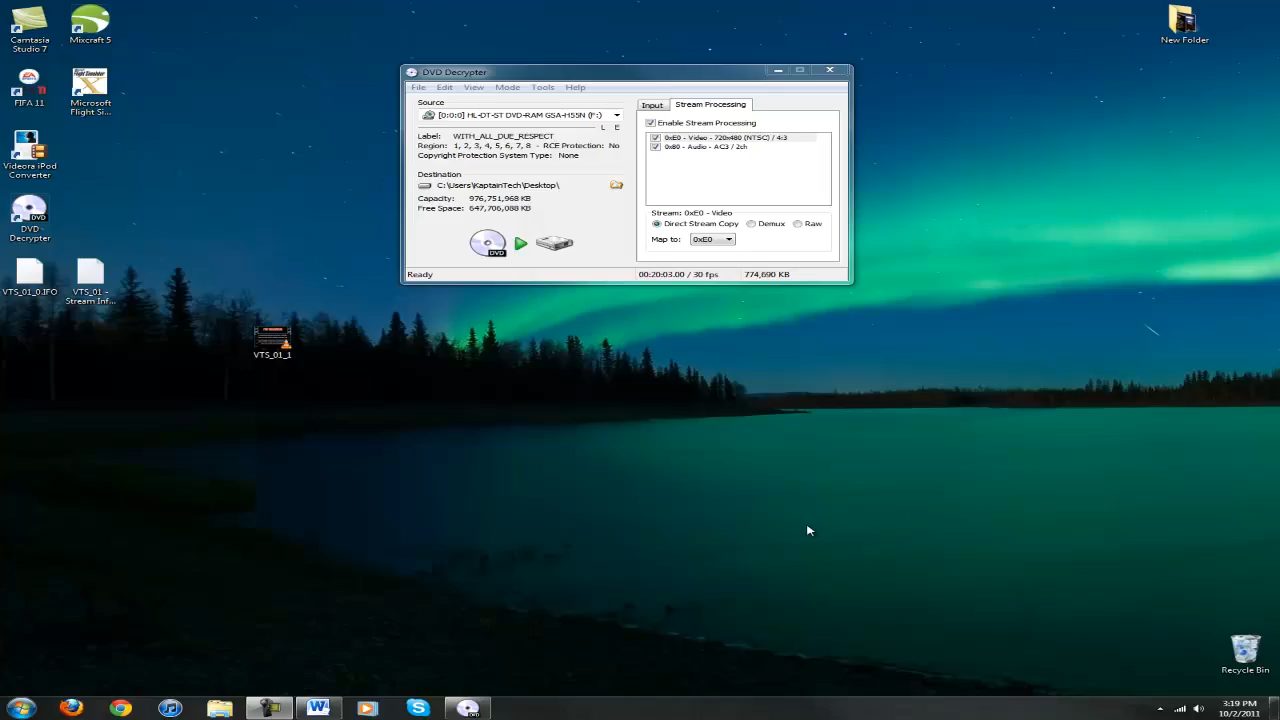 Camtasia
Studio 7
Mixcraft 5
New Folder
FIFA 11
Microsoft
Flight Si...
Videora iPod
Converter
DVD
Decrypter
VTS_01_0.IFO
VTS_01 -
Stream Inf...
VTS_01_1
DVD Decrypter
File Edit View Mode Tools Help
Source
[0:0:0] HL-DT-ST DVD-RAM GSA-H55N (F:)
L E
Label: WITH_ALL_DUE_RESPECT
Region: 1, 2, 3, 4, 5, 6, 7, 8 - RCE Protection: No
Copyright Protection System Type: None
Destination
C:\Users\KaptainTech\Desktop\
Capacity: 976,751,968 KB
Free Space: 647,706,088 KB
DVD
Ready
Input Stream Processing
Enable Stream Processing
0xE0 - Video - 720x480 (NTSC) / 4:3
0x80 - Audio - AC3 / 2ch
Stream: 0xE0 - Video
Direct Stream Copy Demux Raw
Map to: 0xE0
00:20:03.00 / 30 fps 774,690 KB
Recycle Bin
3:19 PM
10/2/2011